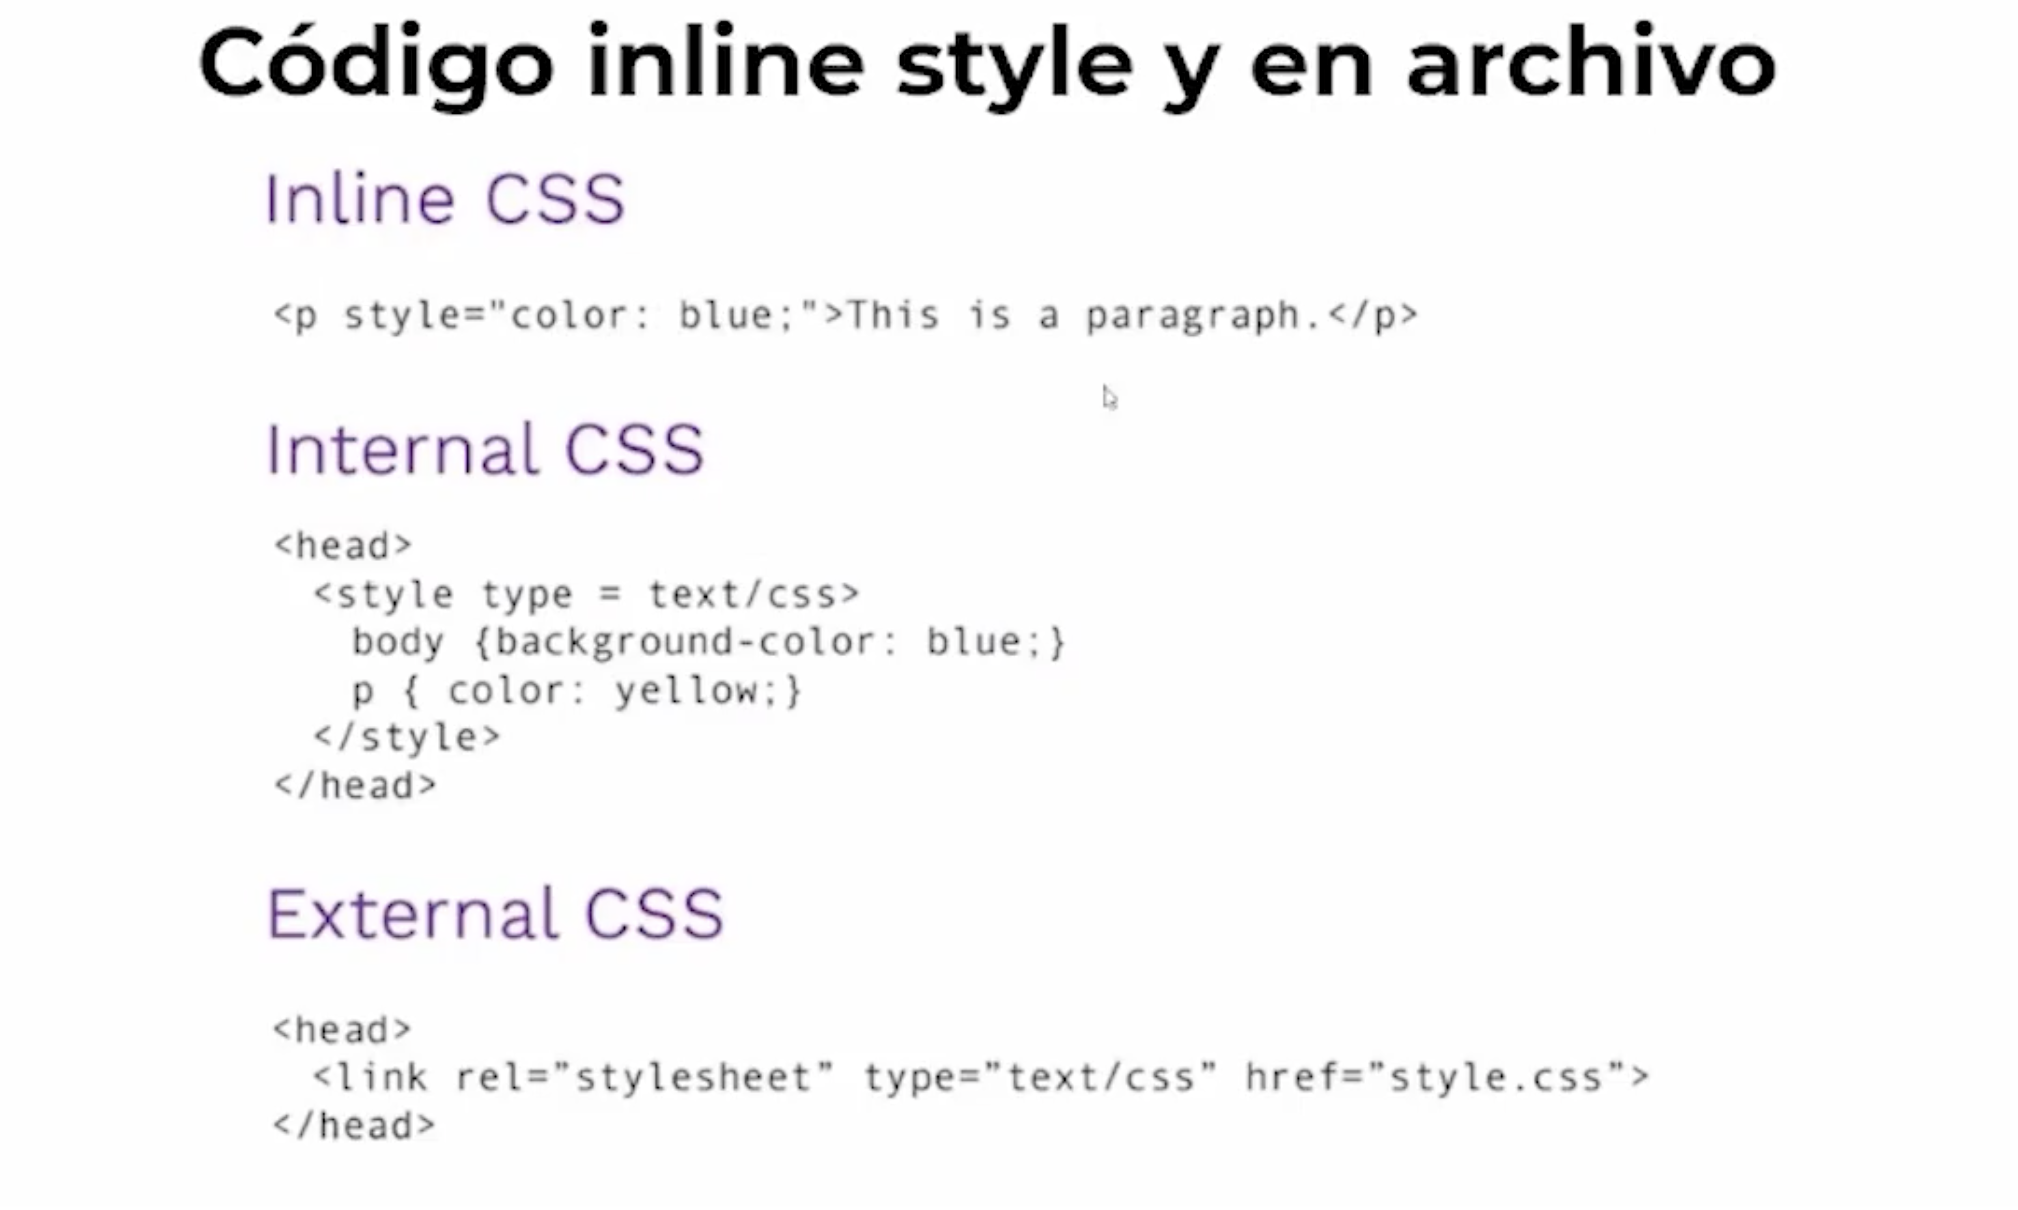 Código inline style y en archivo
Inline CSS
<p style="color: blue;">This is a paragraph.</p>
Internal CSS
<head>
<style type = text/css>
body {background-color: blue;}
p { color: yellow;}
</style>
</head>
External CSS
<head>
<link rel="stylesheet” type=”text/css” href=”style.css”>
</head>